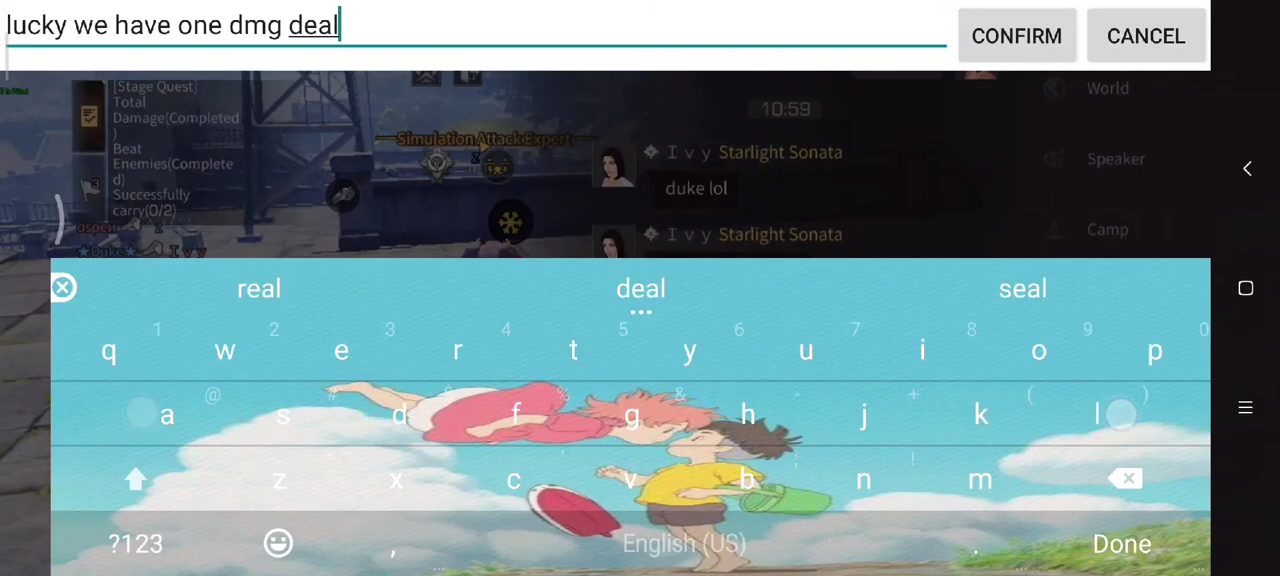 lucky we have one dmg deal
CONFIRM
CANCEL
[Stage Quest]
Total
Damage(Completed
)
Beat
Enemies(Complete
d)
Successfully
carry(0/2)
aspen
★Duke★
I v y
Simulation Attack Expert
10:59
I v y Starlight Sonata
duke lol
I v y Starlight Sonata
World
Speaker
Camp
real
deal
seal
1 2 3 4 5 6 7 8 9 0
q w e r t y u i o p
@ # $ % & - + ( )
a s d f g h j k l
z x c v b n m
?123
,
English (US)
.
Done